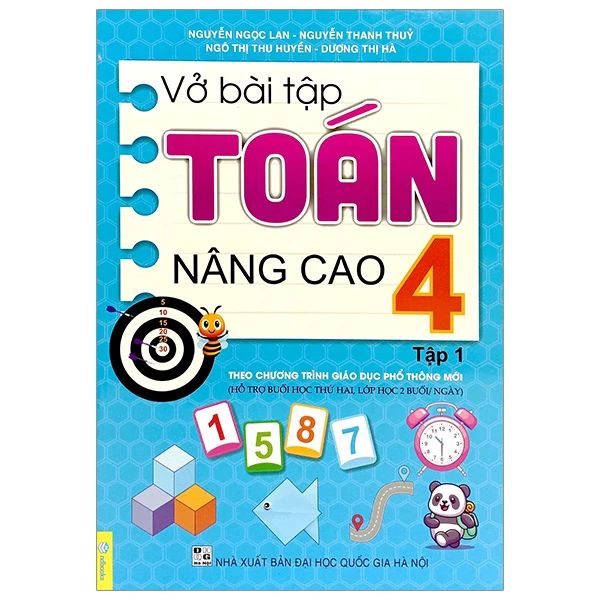 NGUYỄN NGỌC LAN - NGUYỄN THANH THUỶ
NGÔ THỊ THU HUYỀN - DƯƠNG THỊ HÀ
Vở bài tập
TOÁN
NÂNG CAO 4
Tập 1
THEO CHƯƠNG TRÌNH GIÁO DỤC PHỔ THÔNG MỚI
(HỖ TRỢ BUỔI HỌC THỨ HAI, LỚP HỌC 2 BUỔI/ NGÀY)
5
10
15
20
25
30
1 5 8 7
ndbooks
HÀ NỘI
NHÀ XUẤT BẢN ĐẠI HỌC QUỐC GIA HÀ NỘI